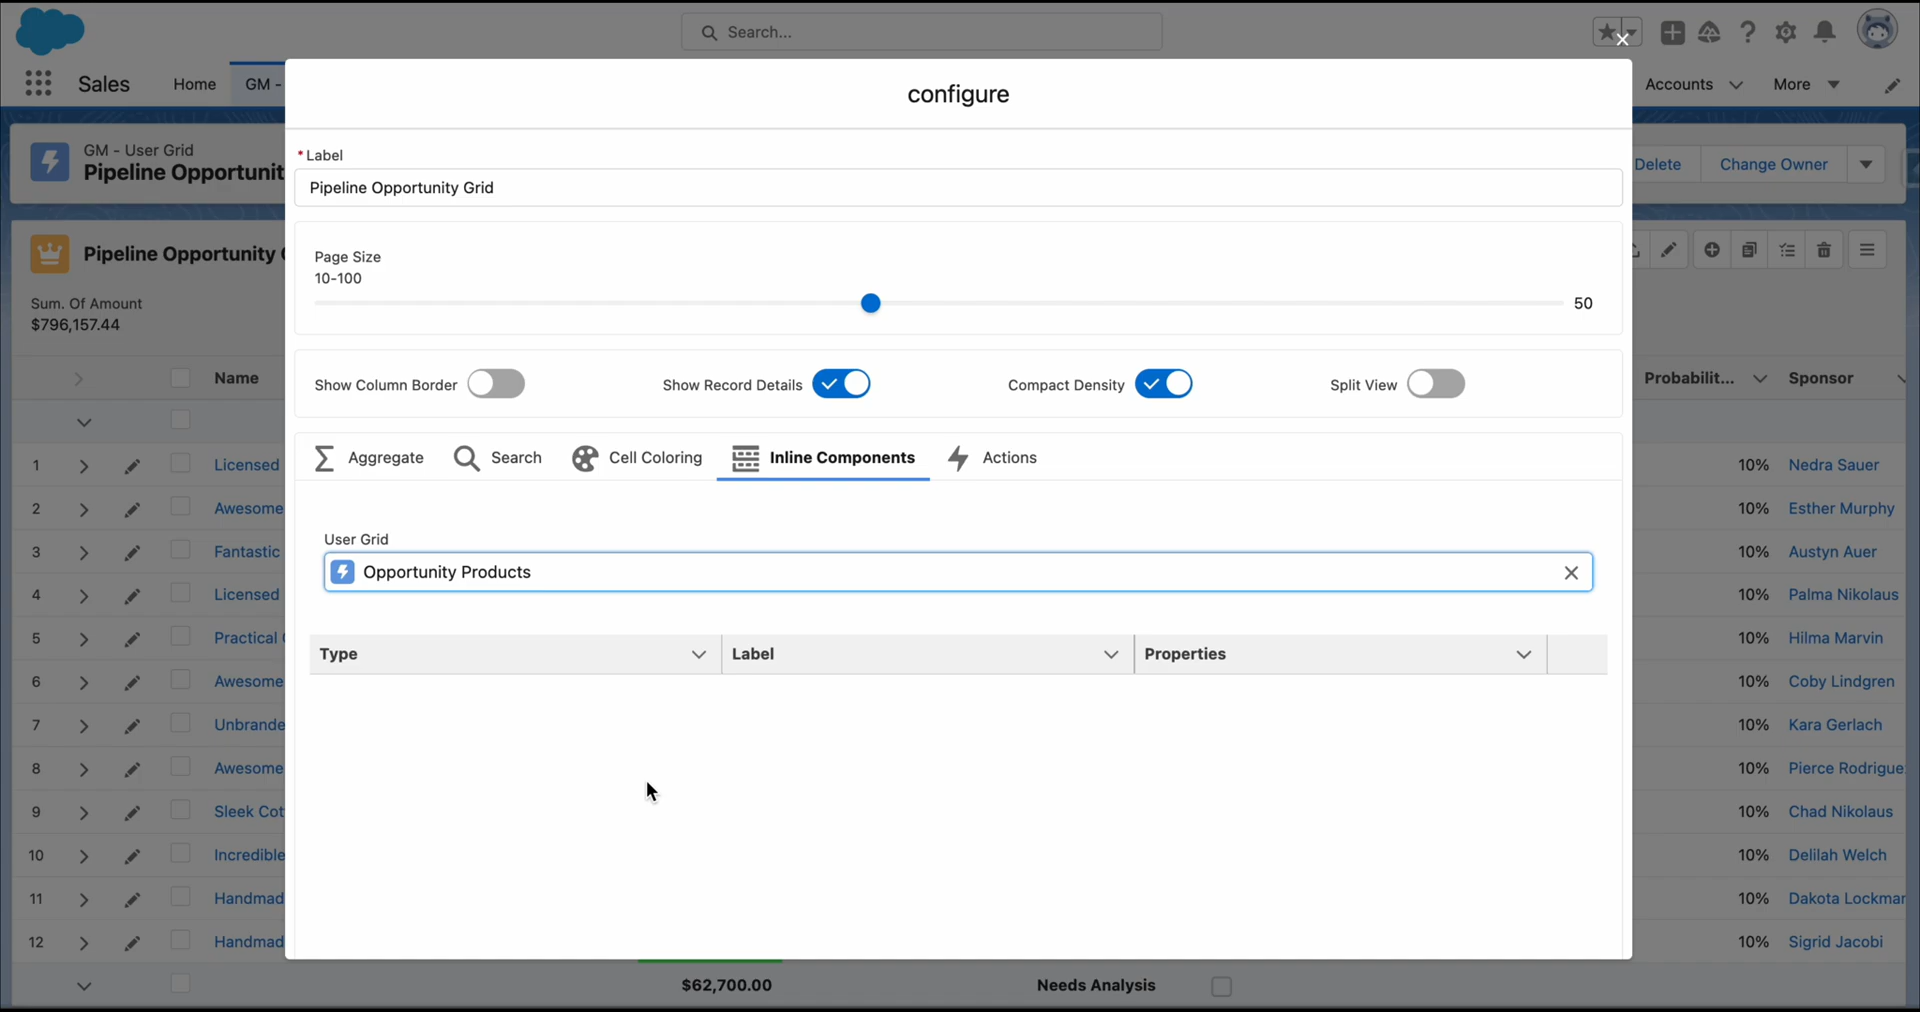 Search...
Sales
Home
GM -
Accounts
More
configure
GM - User Grid
Pipeline Opportunit
Delete
Change Owner
* Label
Pipeline Opportunity Grid
Pipeline Opportunity
Sum. Of Amount
$796,157.44
Page Size
10-100
50
Show Column Border
Show Record Details
Compact Density
Split View
Name
Probabilit...
Sponsor
Aggregate
Search
Cell Coloring
Inline Components
Actions
User Grid
Opportunity Products
Type
Label
Properties
1 Licensed 10% Nedra Sauer
2 Awesome 10% Esther Murphy
3 Fantastic 10% Austyn Auer
4 Licensed 10% Palma Nikolaus
5 Practical 10% Hilma Marvin
6 Awesome 10% Coby Lindgren
7 Unbrande 10% Kara Gerlach
8 Awesome 10% Pierce Rodrigue
9 Sleek Cot 10% Chad Nikolaus
10 Incredible 10% Delilah Welch
11 Handmad 10% Dakota Lockmar
12 Handmad 10% Sigrid Jacobi
$62,700.00
Needs Analysis